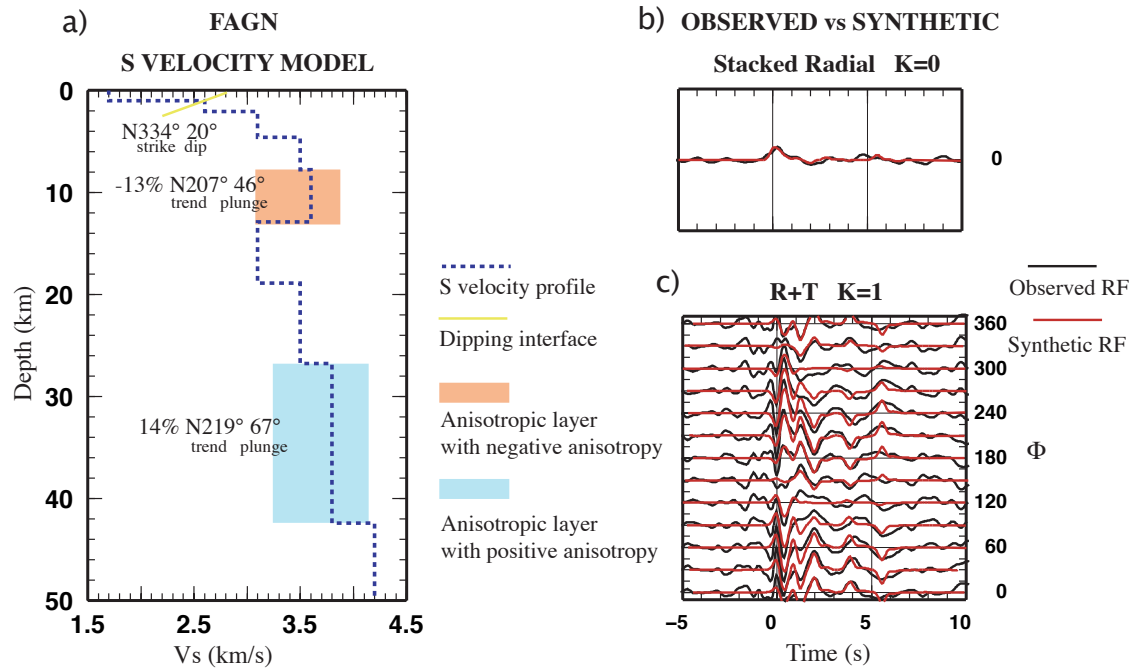 a)
FAGN
S VELOCITY MODEL
0
10
20
30
40
50
Depth (km)
1.5
2.5
3.5
4.5
Vs (km/s)
N334° 20°
strike dip
-13% N207° 46°
trend plunge
14% N219° 67°
trend plunge
S velocity profile
Dipping interface
Anisotropic layer
with negative anisotropy
Anisotropic layer
with positive anisotropy
b)
OBSERVED vs SYNTHETIC
Stacked Radial K=0
0
c)
R+T K=1
Observed RF
Synthetic RF
360
300
240
180
120
60
0
Φ
−5
0
5
10
Time (s)